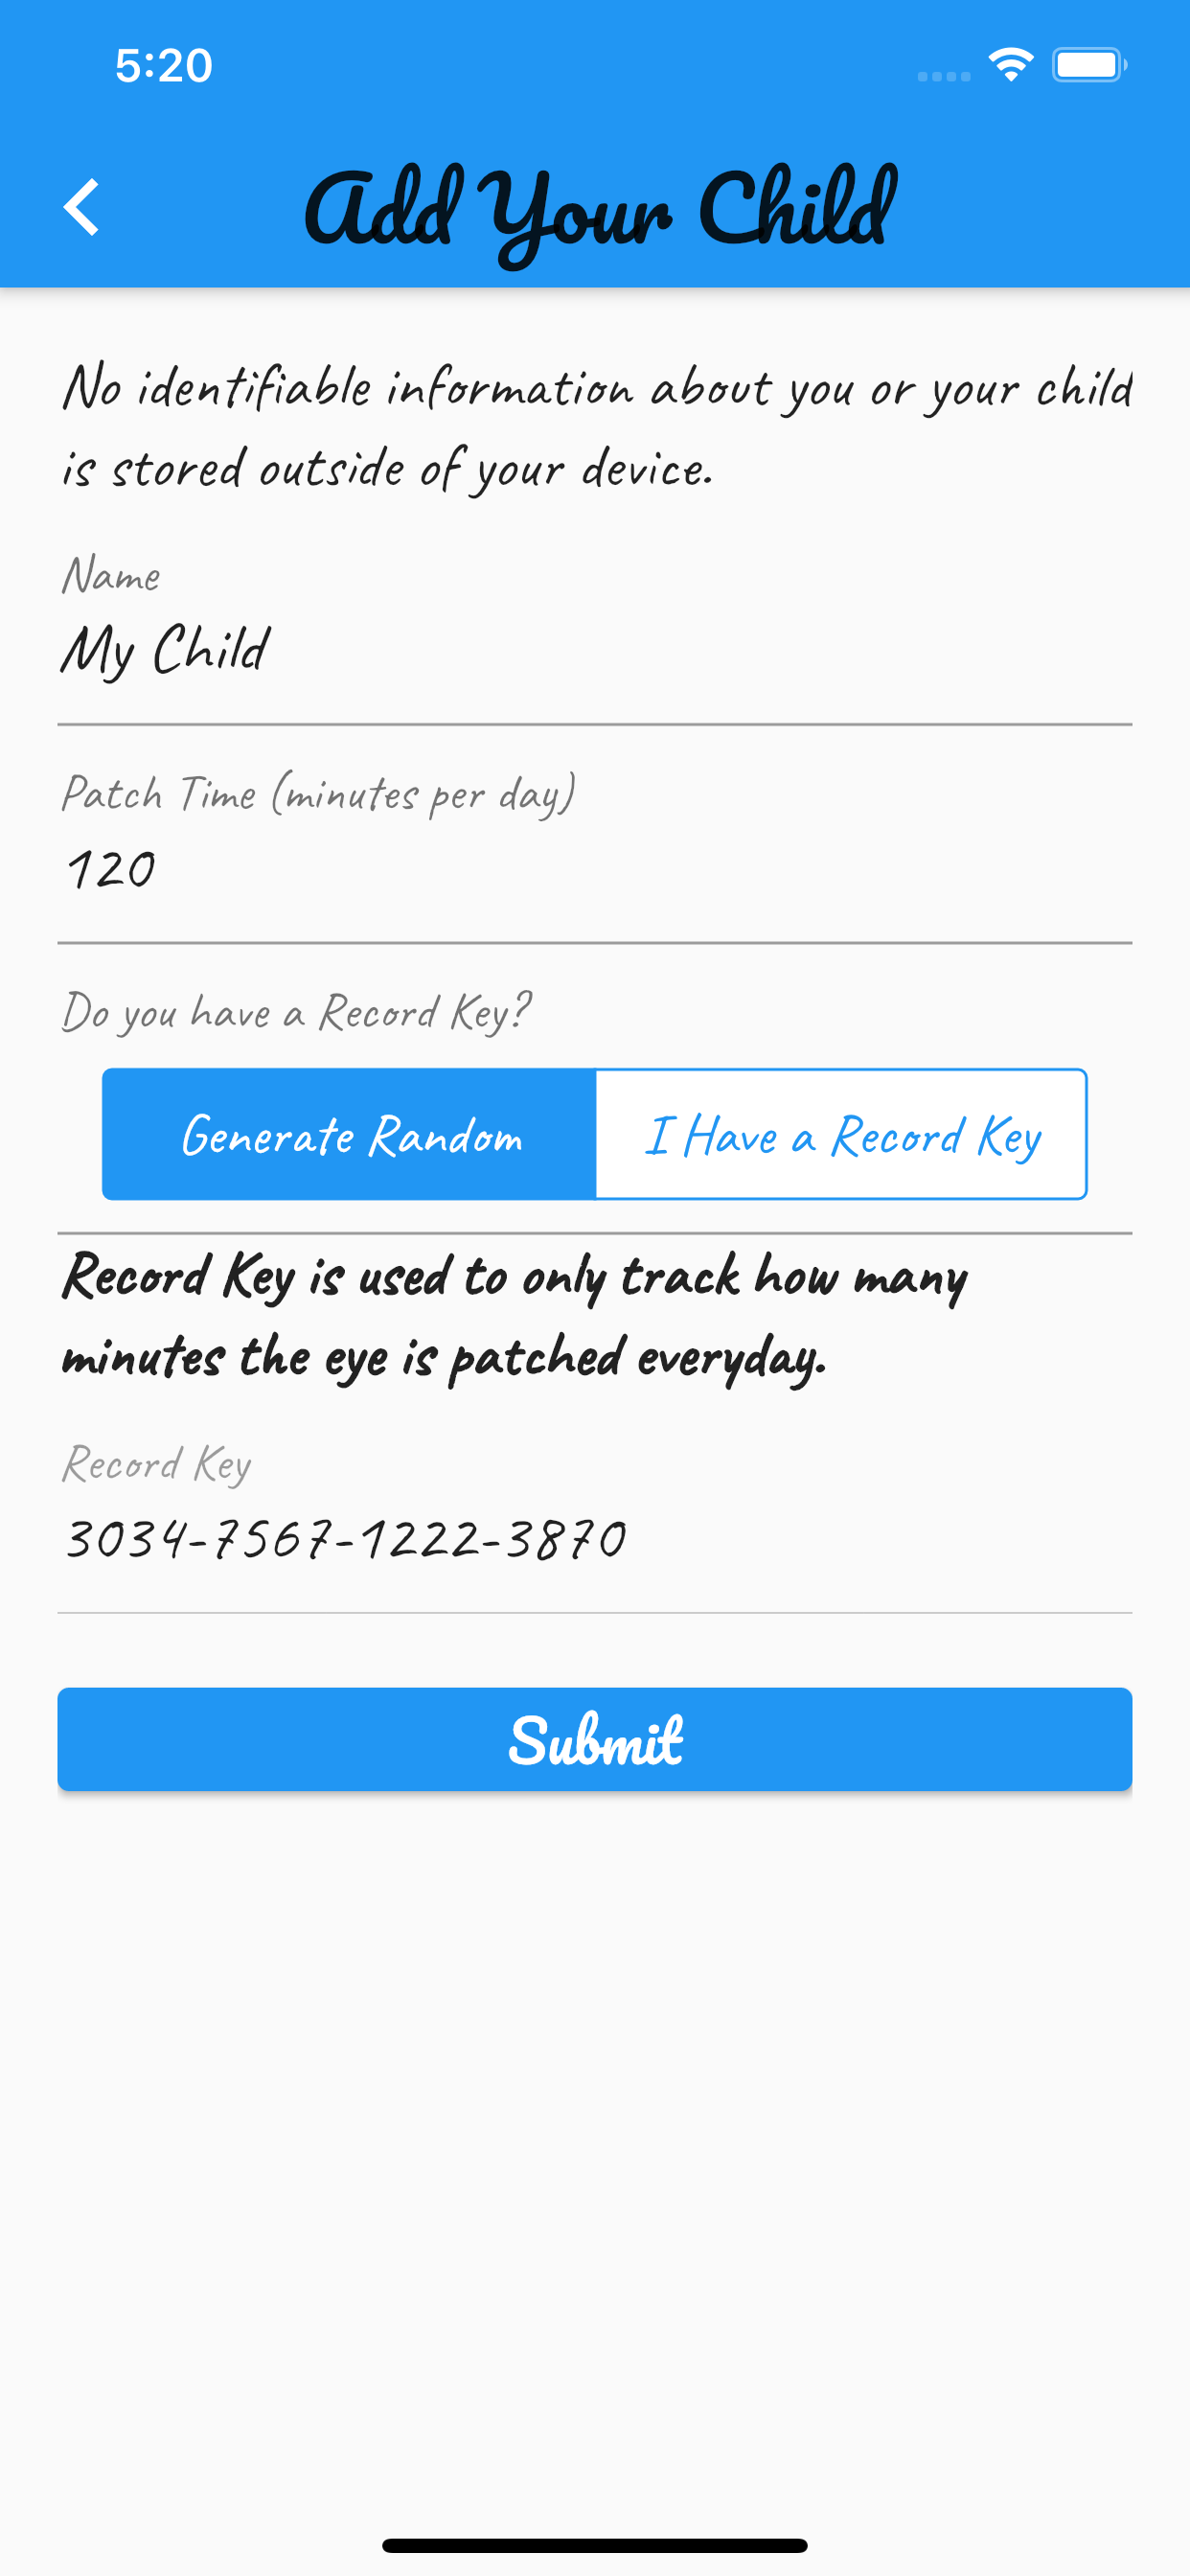 5:20
Add Your Child
No identifiable information about you or your child
is stored outside of your device.
Name
My Child
Patch Time (minutes per day)
120
Do you have a Record Key?
Generate Random
I Have a Record Key
Record Key is used to only track how many
minutes the eye is patched everyday.
Record Key
3034-7567-1222-3870
Submit